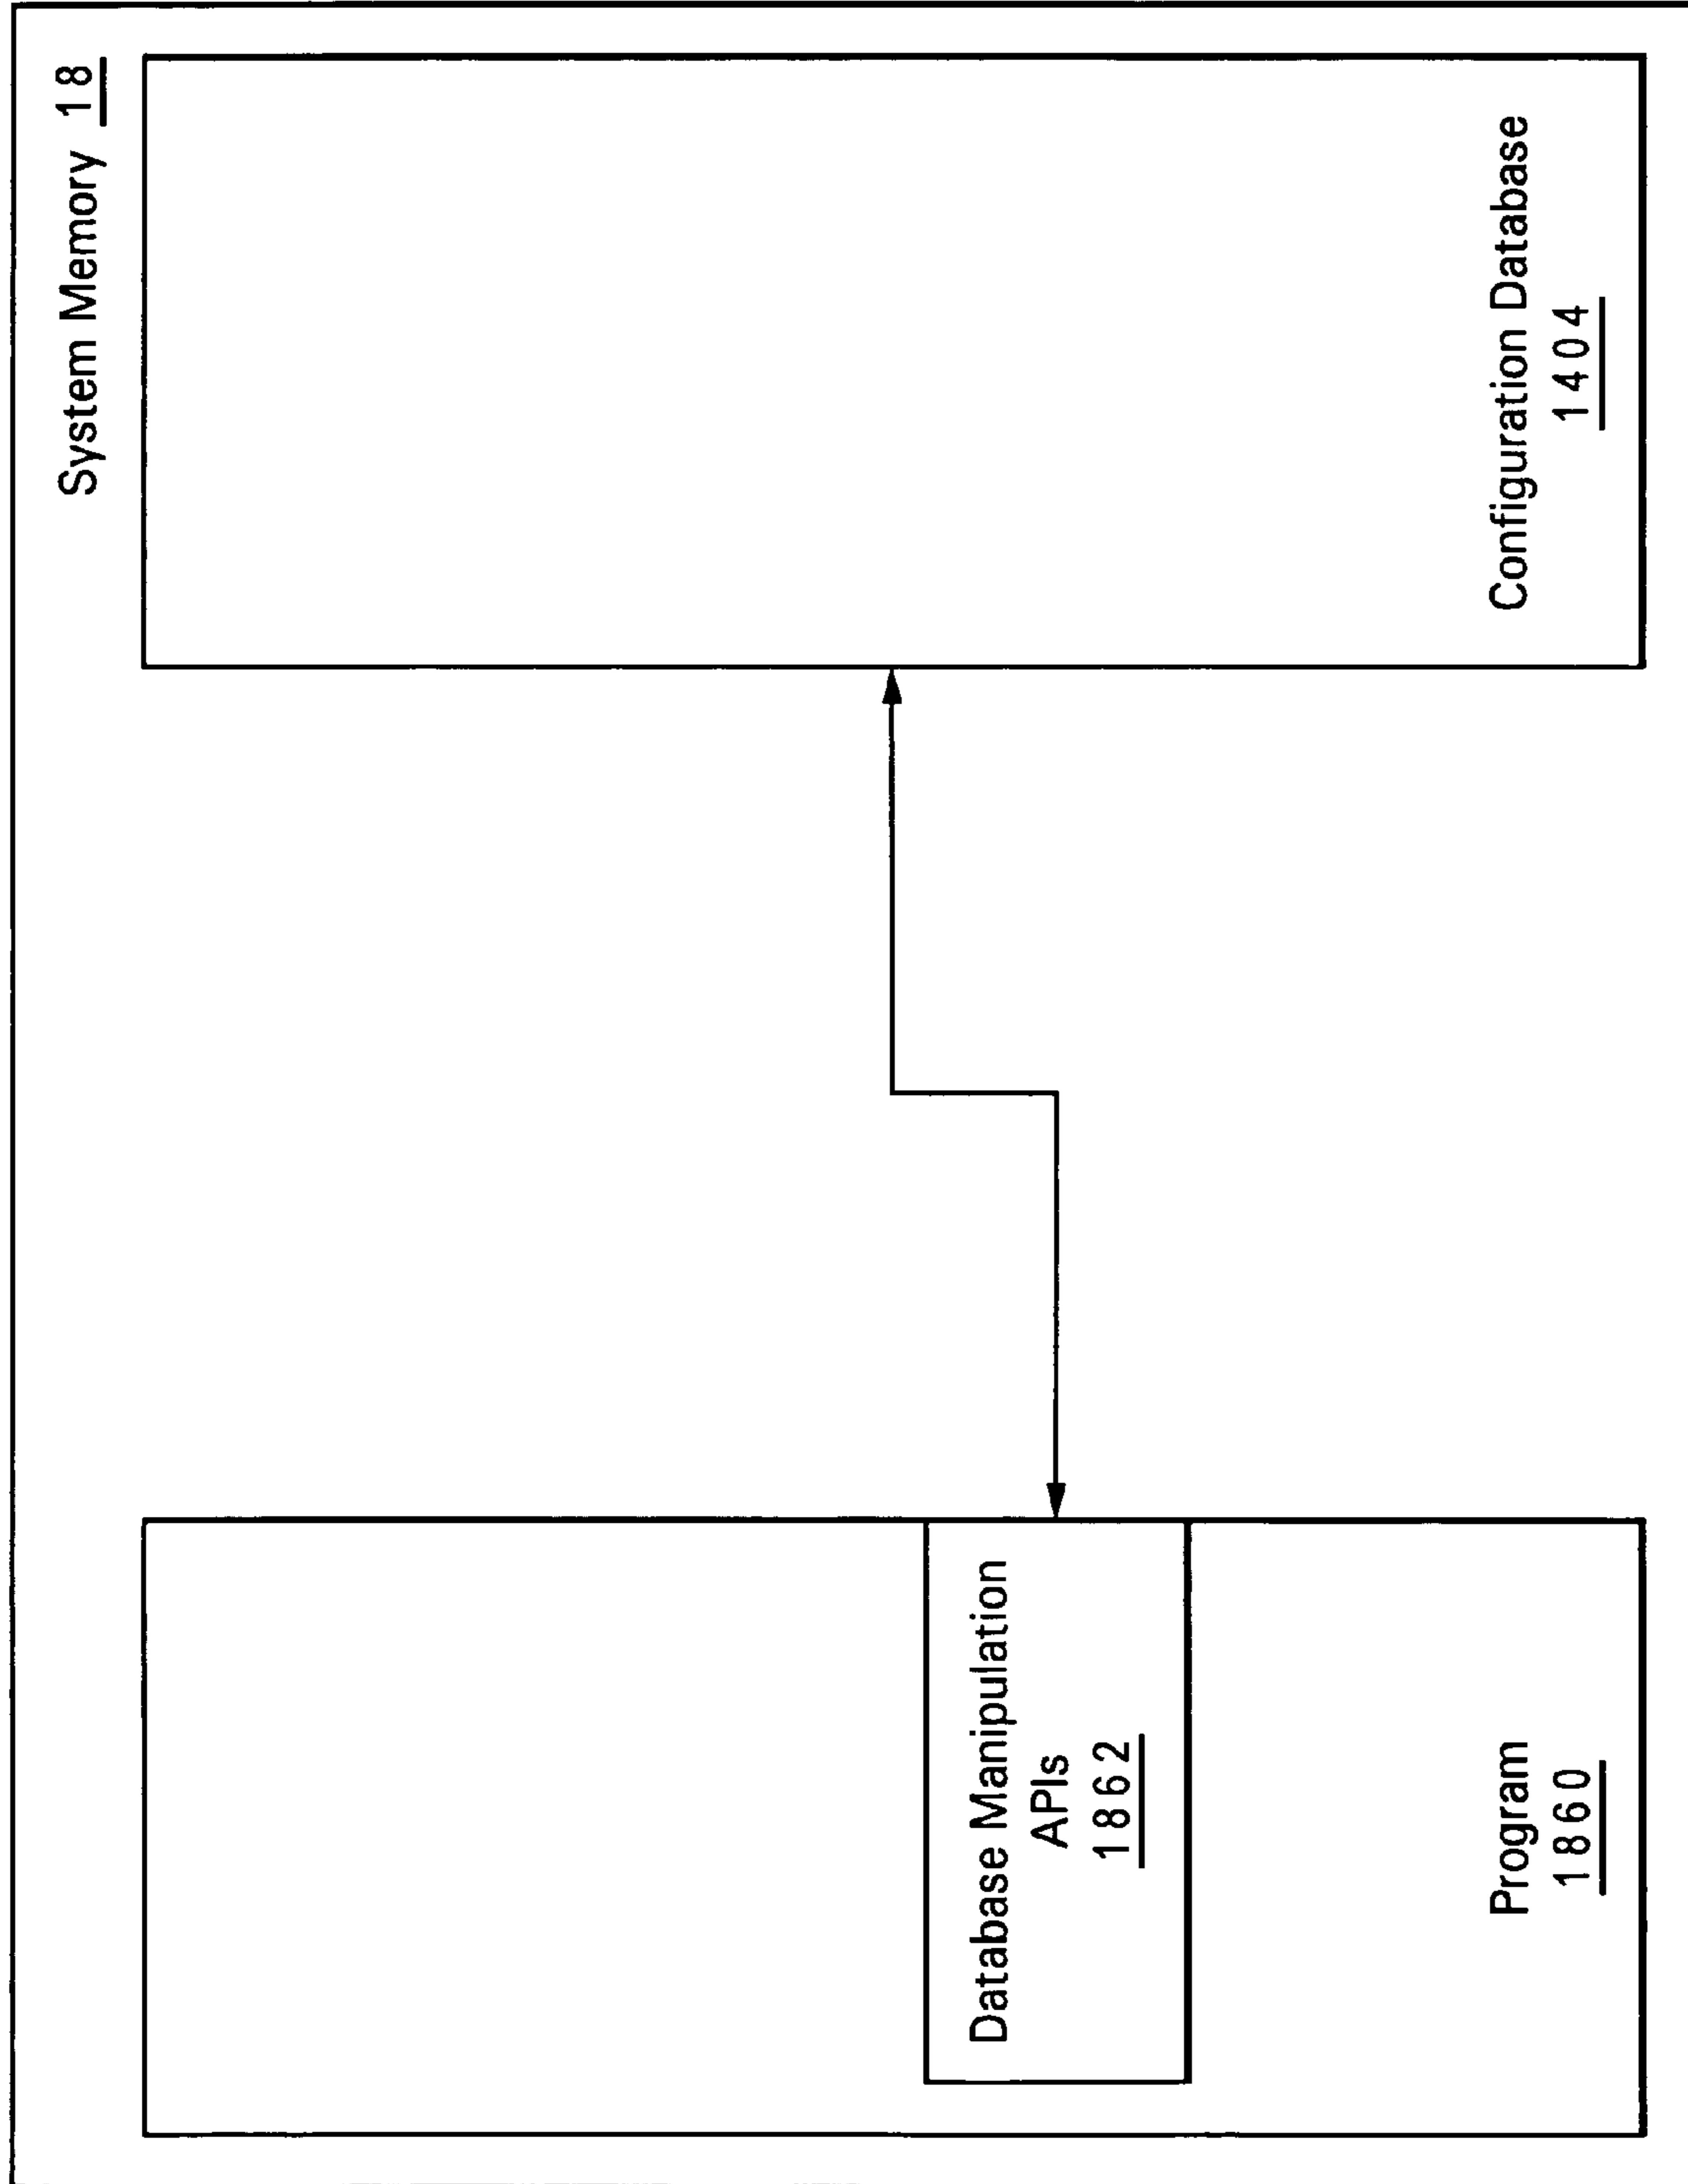 System Memory 18
Database Manipulation
APIs
1862
Program
1860
Configuration Database
1404